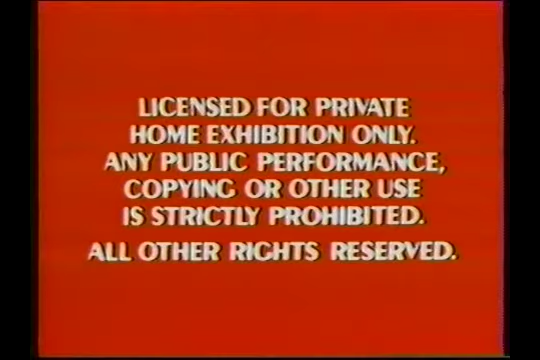 LICENSED FOR PRIVATE
HOME EXHIBITION ONLY.
ANY PUBLIC PERFORMANCE,
COPYING OR OTHER USE
IS STRICTLY PROHIBITED.
ALL OTHER RIGHTS RESERVED.